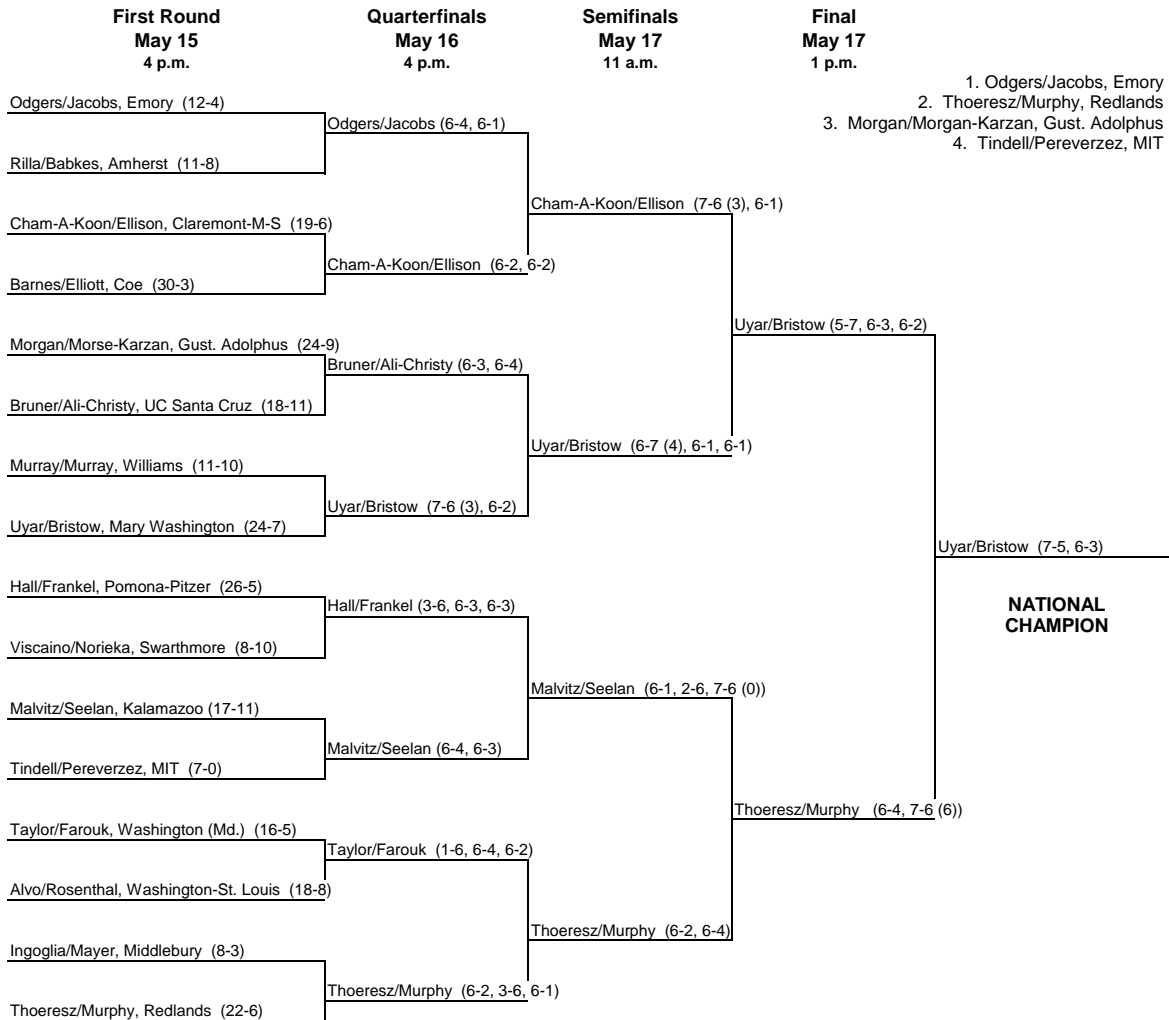 First Round
May 15
4 p.m.
Quarterfinals
May 16
4 p.m.
Semifinals
May 17
11 a.m.
Final
May 17
1 p.m.
1. Odgers/Jacobs, Emory
2. Thoeresz/Murphy, Redlands
3. Morgan/Morgan-Karzan, Gust. Adolphus
4. Tindell/Pereverzez, MIT
Odgers/Jacobs, Emory (12-4)
Rilla/Babkes, Amherst (11-8)
Cham-A-Koon/Ellison, Claremont-M-S (19-6)
Barnes/Elliott, Coe (30-3)
Morgan/Morse-Karzan, Gust. Adolphus (24-9)
Bruner/Ali-Christy, UC Santa Cruz (18-11)
Murray/Murray, Williams (11-10)
Uyar/Bristow, Mary Washington (24-7)
Hall/Frankel, Pomona-Pitzer (26-5)
Viscaino/Norieka, Swarthmore (8-10)
Malvitz/Seelan, Kalamazoo (17-11)
Tindell/Pereverzez, MIT (7-0)
Taylor/Farouk, Washington (Md.) (16-5)
Alvo/Rosenthal, Washington-St. Louis (18-8)
Ingoglia/Mayer, Middlebury (8-3)
Thoeresz/Murphy, Redlands (22-6)
Odgers/Jacobs (6-4, 6-1)
Cham-A-Koon/Ellison (6-2, 6-2)
Bruner/Ali-Christy (6-3, 6-4)
Uyar/Bristow (7-6 (3), 6-2)
Hall/Frankel (3-6, 6-3, 6-3)
Malvitz/Seelan (6-4, 6-3)
Taylor/Farouk (1-6, 6-4, 6-2)
Thoeresz/Murphy (6-2, 3-6, 6-1)
Cham-A-Koon/Ellison (7-6 (3), 6-1)
Uyar/Bristow (6-7 (4), 6-1, 6-1)
Malvitz/Seelan (6-1, 2-6, 7-6 (0))
Thoeresz/Murphy (6-2, 6-4)
Uyar/Bristow (5-7, 6-3, 6-2)
Thoeresz/Murphy (6-4, 7-6 (6))
Uyar/Bristow (7-5, 6-3)
NATIONAL
CHAMPION